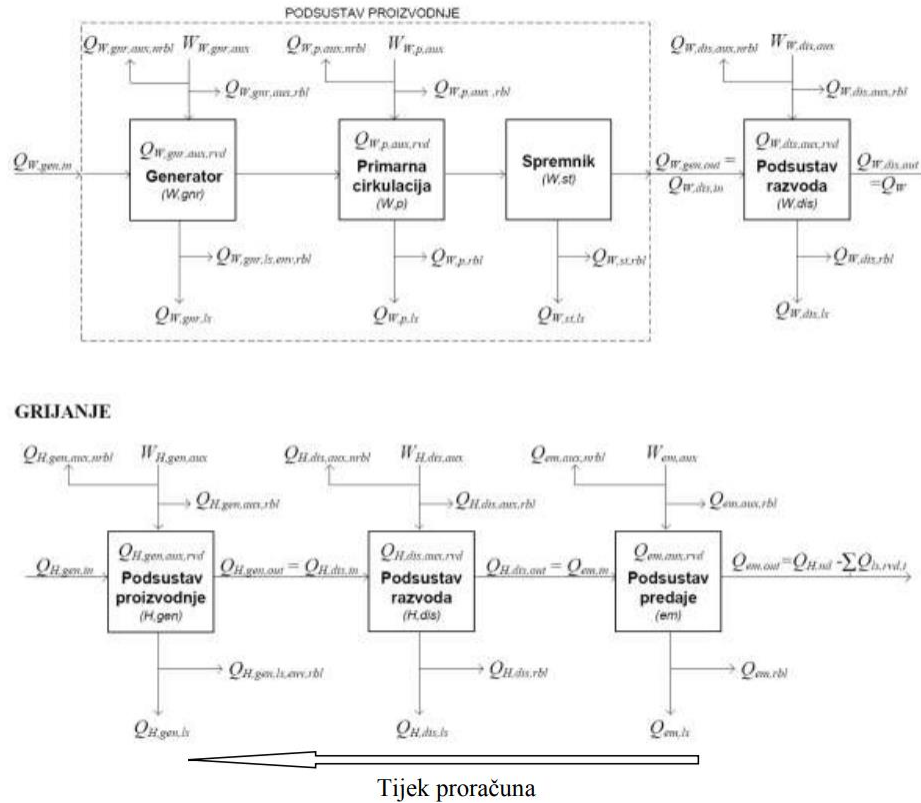 PODSUSTAV PROIZVODNJE
Q_W,gnr,aux,nrbl W_W,gnr,aux Q_W,p,aux,nrbl W_W,p,aux Q_W,dis,aux,nrbl W_W,dis,aux
Q_W,gnr,aux,rbl Q_W,p,aux,rbl Q_W,dis,aux,rbl
Q_W,gen,in Q_W,gnr,aux,rvd Q_W,p,aux,rvd Q_W,gen,out = Q_W,dis,aux,rvd Q_W,dis,out
Generator Primarna Spremnik Q_W,dis,in Podsustav =Q_W
(W,gnr) cirkulacija (W,st) razvoda
(W,p) (W,dis)
Q_W,gnr,ls,env,rbl Q_W,p,rbl Q_W,st,rbl Q_W,dis,rbl
Q_W,gnr,ls Q_W,p,ls Q_W,st,ls Q_W,dis,ls
GRIJANJE
Q_H,gen,aux,nrbl W_H,gen,aux Q_H,dis,aux,nrbl W_H,dis,aux Q_em,aux,nrbl W_em,aux
Q_H,gen,aux,rbl Q_H,dis,aux,rbl Q_em,aux,rbl
Q_H,gen,in Q_H,gen,aux,rvd Q_H,gen,out = Q_H,dis,in Q_H,dis,aux,rvd Q_H,dis,out = Q_em,in Q_em,aux,rvd Q_em,out=Q_H,nd -∑Q_ls,rvd,t
Podsustav Podsustav Podsustav
proizvodnje razvoda predaje
(H,gen) (H,dis) (em)
Q_H,gen,ls,env,rbl Q_H,dis,rbl Q_em,rbl
Q_H,gen,ls Q_H,dis,ls Q_em,ls
Tijek proračuna